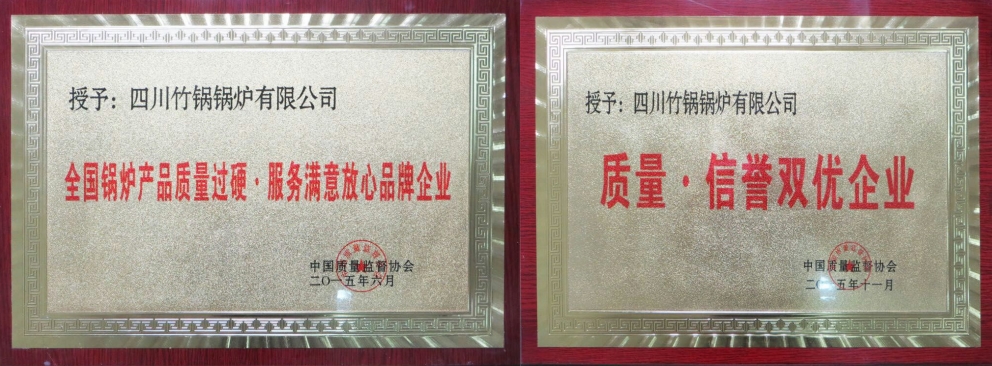 授予：四川竹锅锅炉有限公司
全国锅炉产品质量过硬·服务满意放心品牌企业
中国质量监督协会
二〇一五年六月
授予：四川竹锅锅炉有限公司
质量·信誉双优企业
中国质量监督协会
二〇一五年十一月